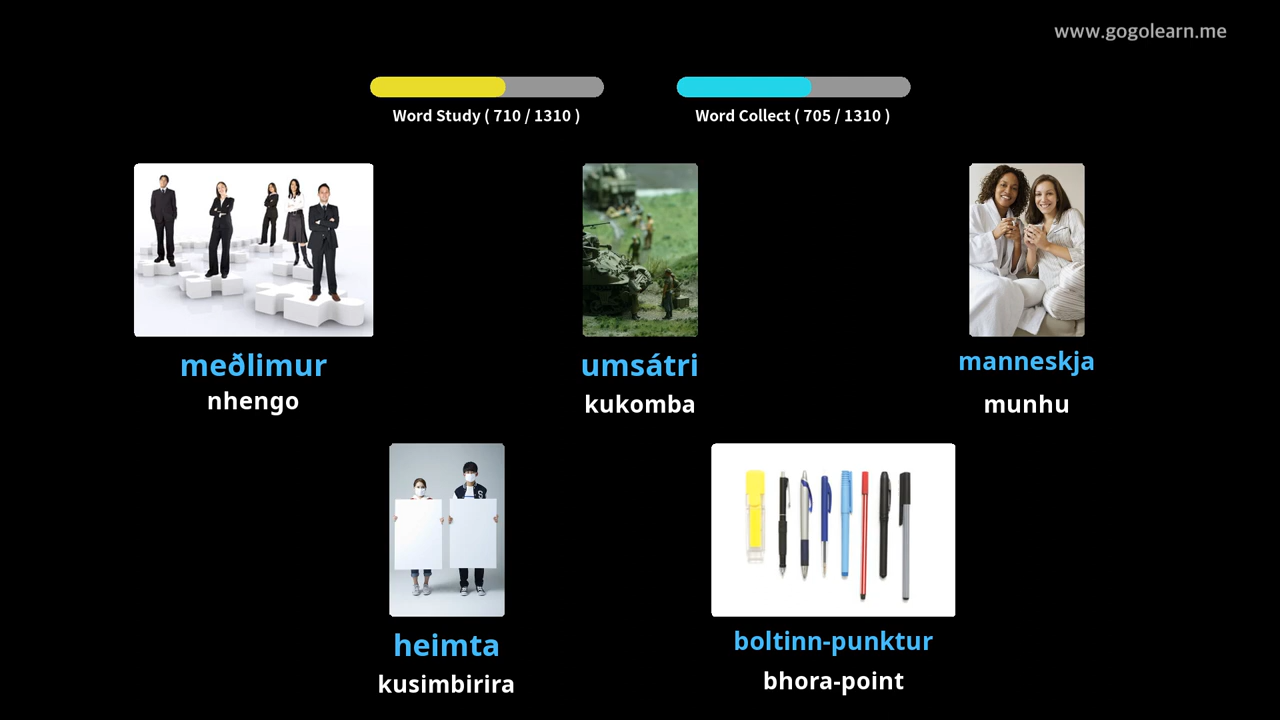 www.gogolearn.me
Word Study ( 710 / 1310 )
Word Collect ( 705 / 1310 )
meðlimur
nhengo
umsátri
kukomba
manneskja
munhu
heimta
kusimbirira
boltinn-punktur
bhora-point